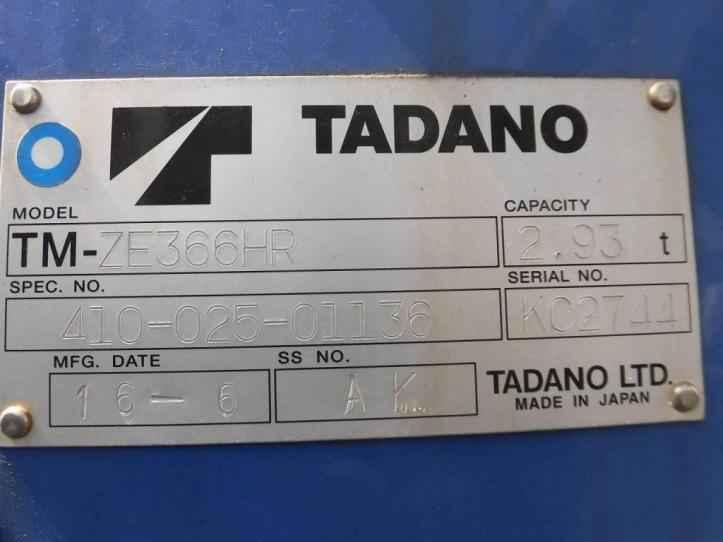 TADANO
MODEL
TM-ZE366HR
CAPACITY
2.93 t
SPEC. NO.
410-025-01136
SERIAL NO.
KC2744
MFG. DATE
16-6
SS NO.
AK
TADANO LTD.
MADE IN JAPAN